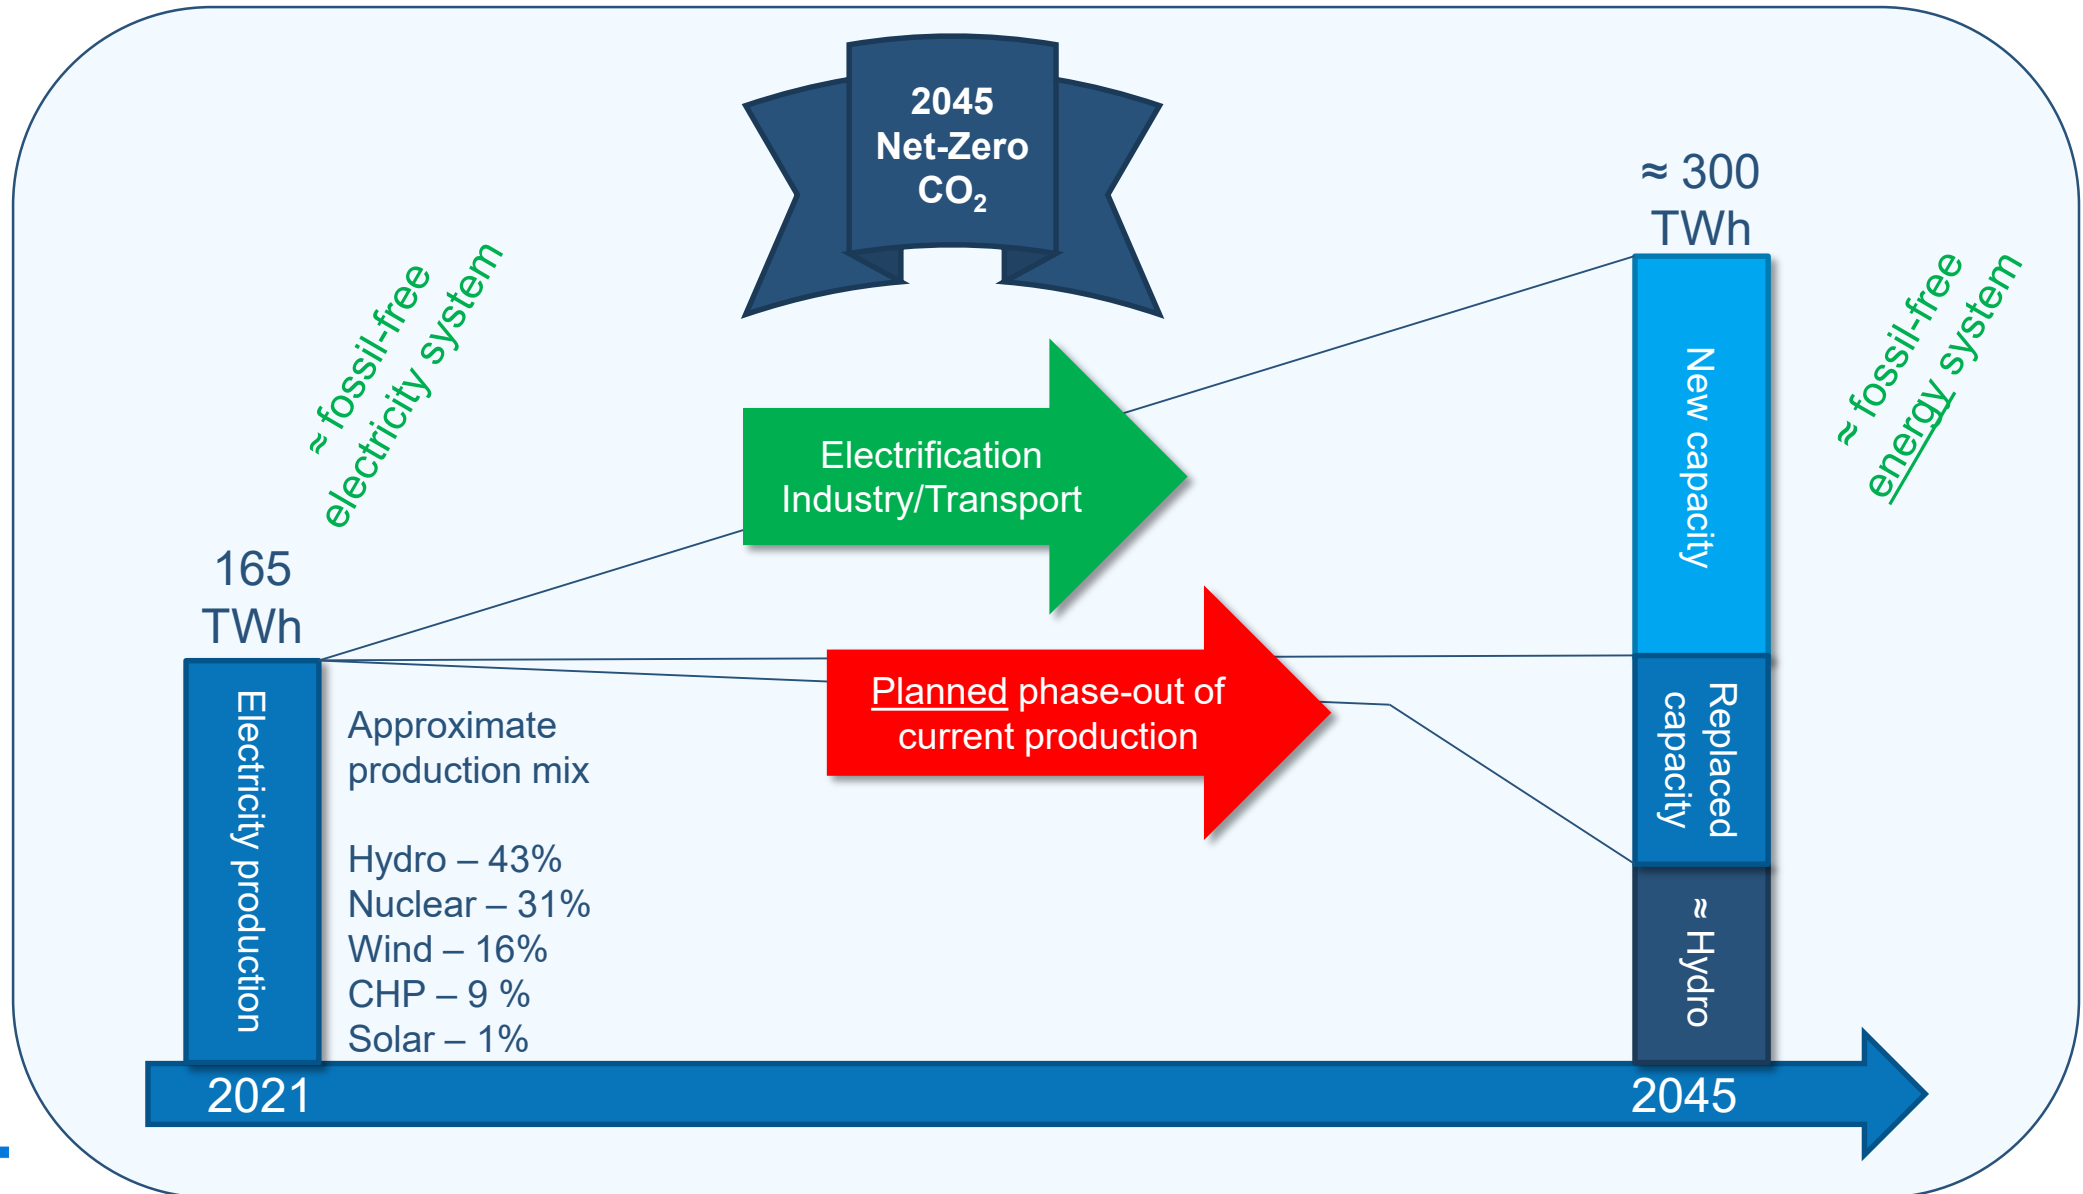 2045
Net-Zero
CO₂
≈ fossil-free
electricity system
165
TWh
Electricity production
Approximate
production mix
Hydro – 43%
Nuclear – 31%
Wind – 16%
CHP – 9 %
Solar – 1%
Electrification
Industry/Transport
Planned phase-out of
current production
≈ 300
TWh
New capacity
Replaced
capacity
≈ Hydro
≈ fossil-free
energy system
2021
2045